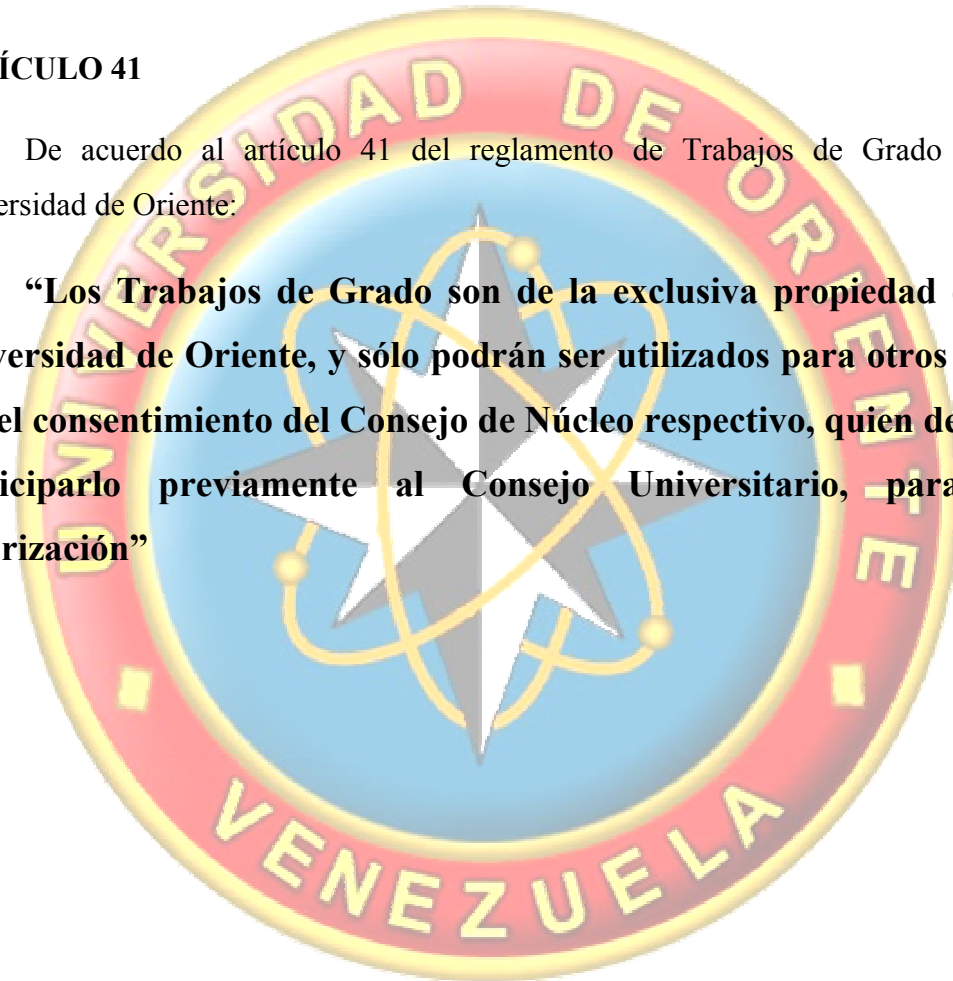 ÍCULO 41
De acuerdo al artículo 41 del reglamento de Trabajos de Grado
ersidad de Oriente:
“Los Trabajos de Grado son de la exclusiva propiedad
versidad de Oriente, y sólo podrán ser utilizados para otros
el consentimiento del Consejo de Núcleo respectivo, quien de
iciparlo previamente al Consejo Universitario, para
rización”
UNIVERSIDAD DE ORIENTE
VENEZUELA